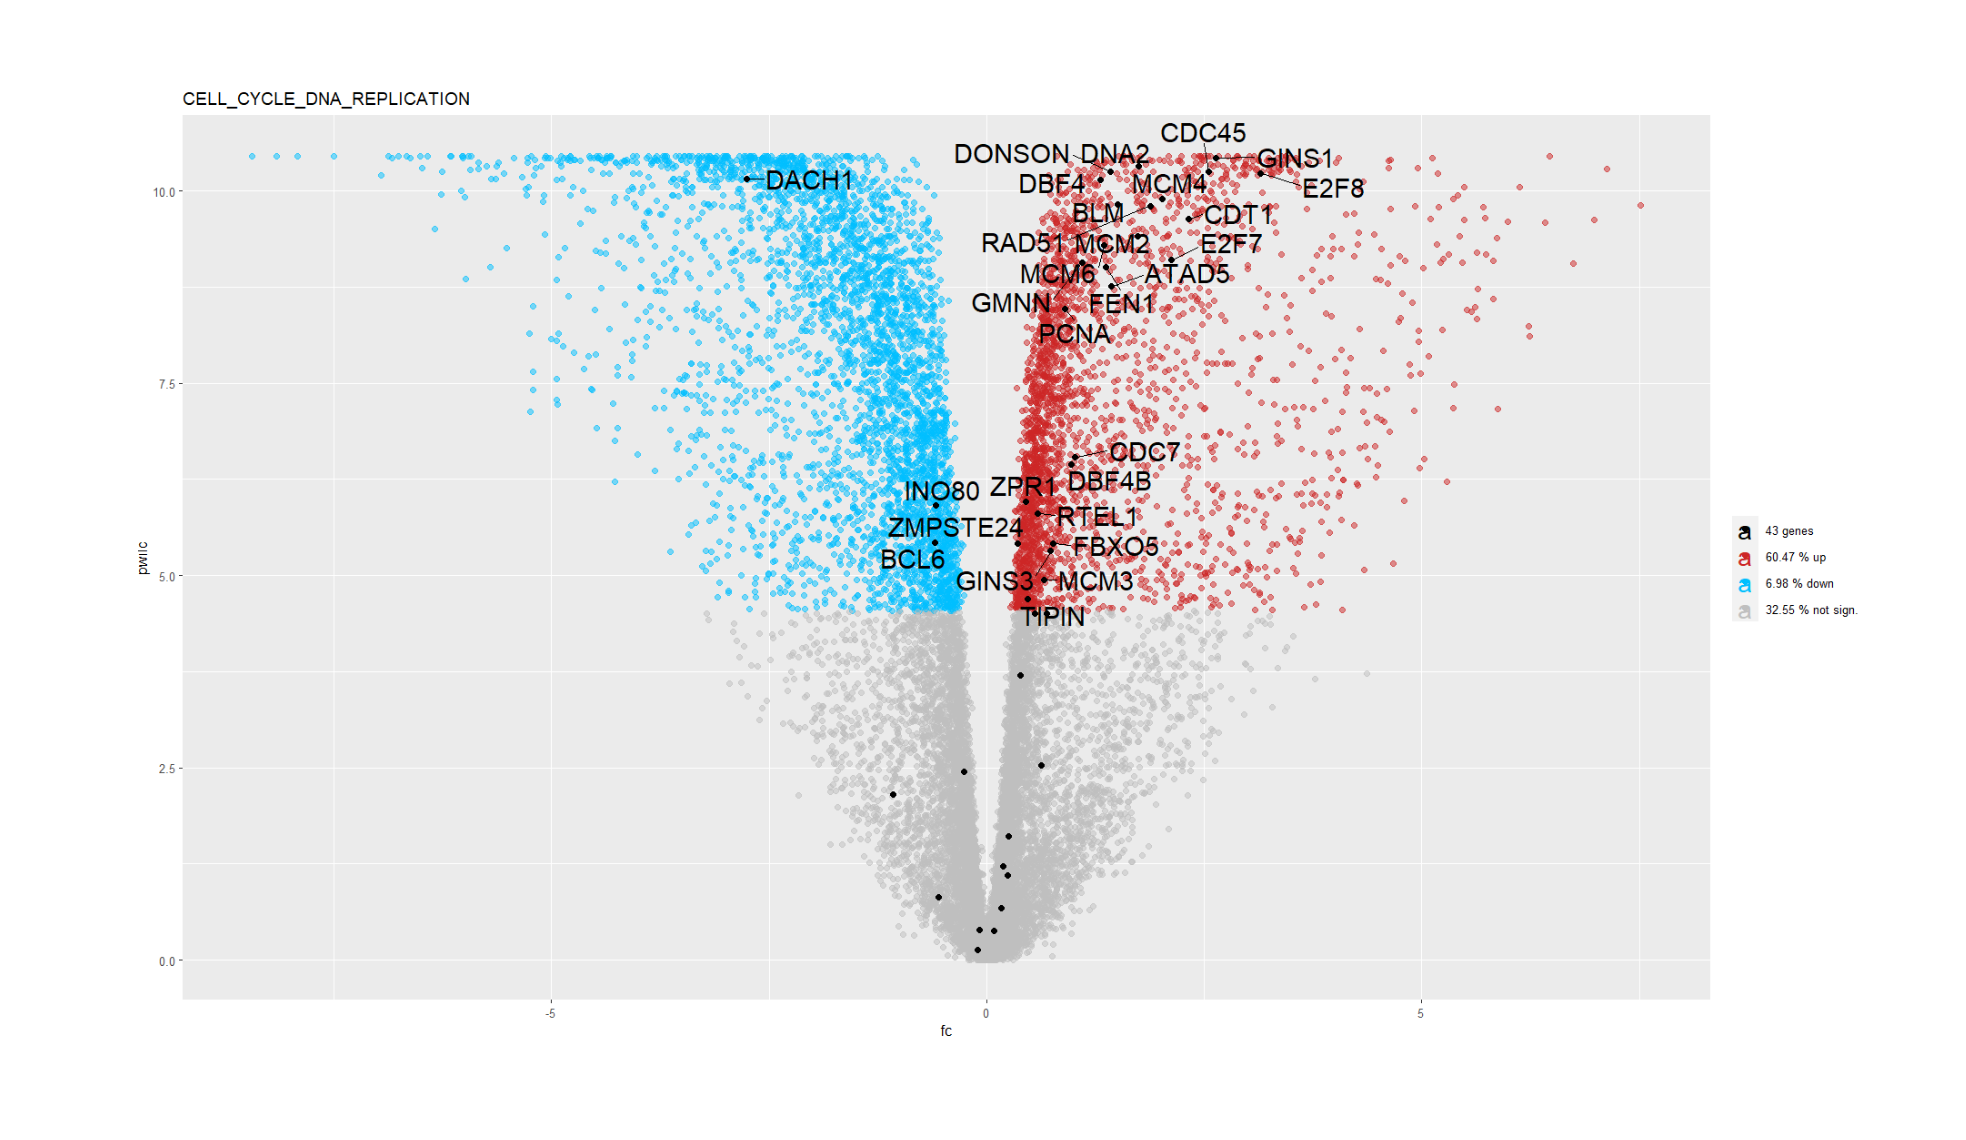 CELL_CYCLE_DNA_REPLICATION
CDC45
DONSON DNA2
GINS1
DACH1
DBF4
MCM4
E2F8
10.0
BLM
CDT1
RAD51
MCM2
E2F7
MCM6
ATAD5
GMNN
FEN1
PCNA
7.5
CDC7
DBF4B
INO80
ZPR1
ZMPSTE24
RTEL1
BCL6
FBXO5
pwilc
43 genes
60.47 % up
6.98 % down
32.55 % not sign.
5.0
GINS3
MCM3
TIPIN
2.5
0.0
-5
0
5
fc